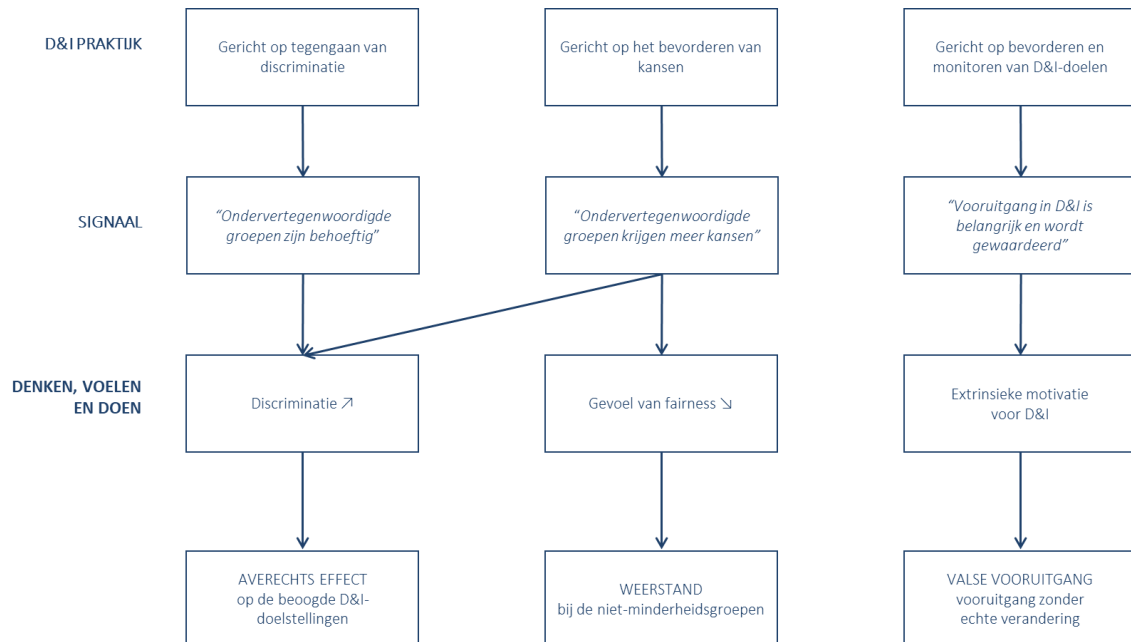 D&I PRAKTIJK
Gericht op tegengaan van
discriminatie
Gericht op het bevorderen van
kansen
Gericht op bevorderen en
monitoren van D&I-doelen
SIGNAAL
“Ondervertegenwoordigde
groepen zijn behoeftig”
“Ondervertegenwoordigde
groepen krijgen meer kansen”
“Vooruitgang in D&I is
belangrijk en wordt
gewaardeerd”
DENKEN, VOELEN
EN DOEN
Discriminatie ↗
Gevoel van fairness ↘
Extrinsieke motivatie
voor D&I
AVERECHTS EFFECT
op de beoogde D&I-
doelstellingen
WEERSTAND
bij de niet-minderheidsgroepen
VALSE VOORUITGANG
vooruitgang zonder
echte verandering